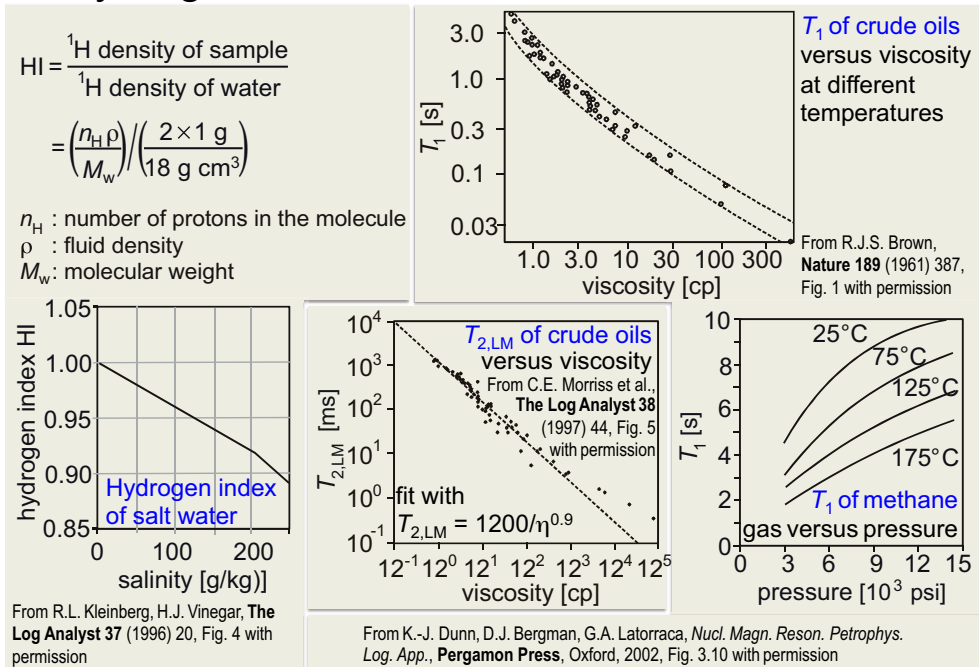 HI = ¹H density of sample / ¹H density of water
= (n_H ρ / M_w) / (2×1 g / 18 g cm³)
n_H : number of protons in the molecule
ρ : fluid density
M_w: molecular weight
T₁ [s]
3.0
1.0
0.3
0.1
0.03
1.0 3.0 10 30 100 300
viscosity [cp]
T₁ of crude oils
versus viscosity
at different
temperatures
From R.J.S. Brown,
Nature 189 (1961) 387,
Fig. 1 with permission
hydrogen index HI
1.05
1.00
0.95
0.90
0.85
Hydrogen index
of salt water
0 100 200
salinity [g/kg)]
From R.L. Kleinberg, H.J. Vinegar, The
Log Analyst 37 (1996) 20, Fig. 4 with
permission
T₂,LM [ms]
10⁴
10³
10²
10¹
10⁰
10⁻¹
T₂,LM of crude oils
versus viscosity
From C.E. Morriss et al.,
The Log Analyst 38
(1997) 44, Fig. 5
with permission
fit with
T₂,LM = 1200/η⁰·⁹
12⁻¹ 12⁰ 12¹ 12² 12³ 12⁴ 10⁵
viscosity [cp]
T₁ [s]
10
8
6
4
2
0
25°C
75°C
125°C
175°C
T₁ of methane
gas versus pressure
0 3 6 9 12 15
pressure [10³ psi]
From K.-J. Dunn, D.J. Bergman, G.A. Latorraca, Nucl. Magn. Reson. Petrophys.
Log. App., Pergamon Press, Oxford, 2002, Fig. 3.10 with permission